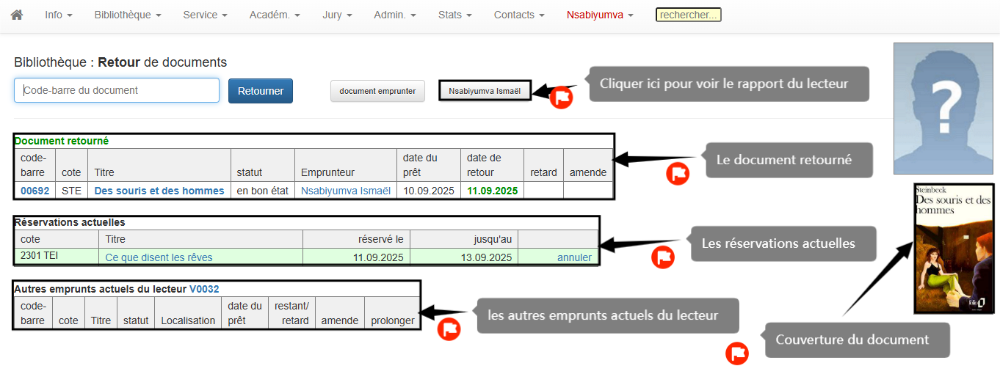 Info Bibliothèque Service Académ. Jury Admin. Stats Contacts Nsabiyumva rechercher...
Bibliothèque : Retour de documents
Code-barre du document Retourner document emprunter Nsabiyumva Ismaël
Cliquer ici pour voir le rapport du lecteur
?
Document retourné
code-barre cote Titre statut Emprunteur date du prêt date de retour retard amende
00692 STE Des souris et des hommes en bon état Nsabiyumva Ismaël 10.09.2025 11.09.2025
Le document retourné
Réservations actuelles
cote Titre réservé le jusqu'au
2301 TEI Ce que disent les rêves 11.09.2025 13.09.2025 annuler
Les réservations actuelles
Steinbeck
Des souris et des
hommes
folio
Autres emprunts actuels du lecteur V0032
code-barre cote Titre statut Localisation date du prêt restant/retard amende prolonger
les autres emprunts actuels du lecteur
Couverture du document